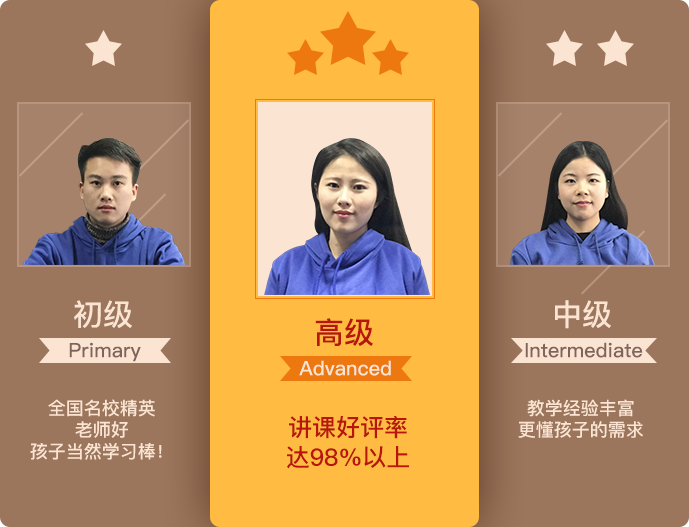 初级
Primary
全国名校精英
老师好
孩子当然学习棒！
高级
Advanced
讲课好评率
达98%以上
中级
Intermediate
教学经验丰富
更懂孩子的需求